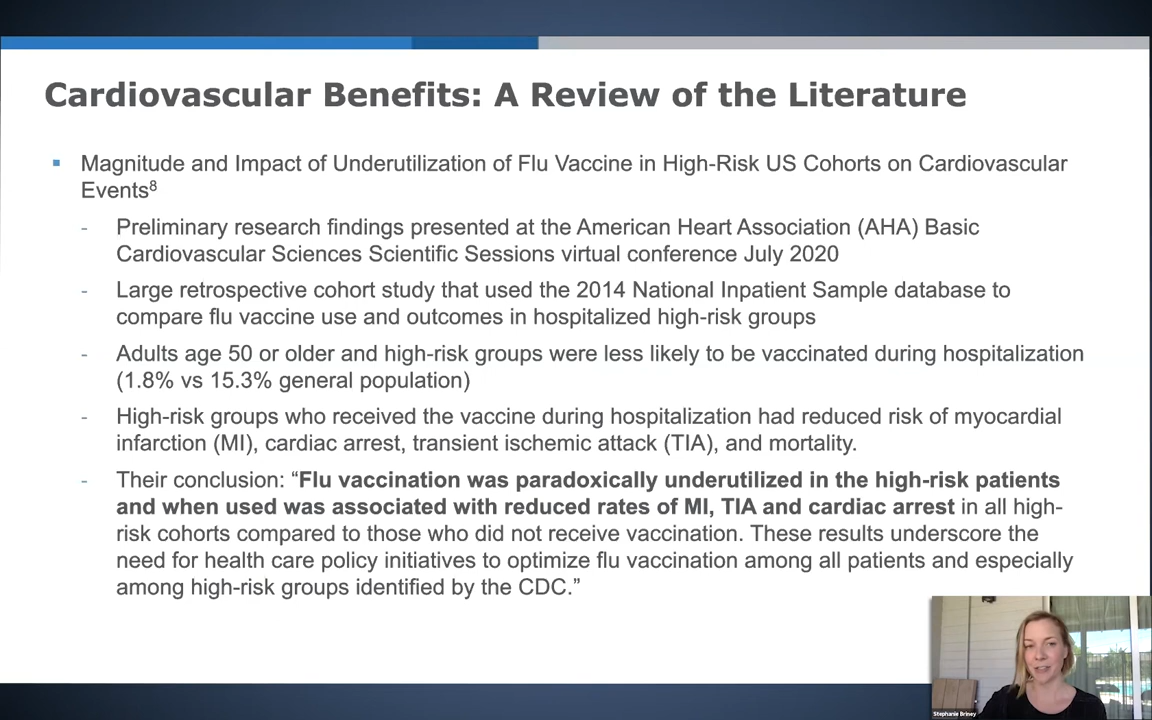 Cardiovascular Benefits: A Review of the Literature
▪ Magnitude and Impact of Underutilization of Flu Vaccine in High-Risk US Cohorts on Cardiovascular
Events⁸
- Preliminary research findings presented at the American Heart Association (AHA) Basic
Cardiovascular Sciences Scientific Sessions virtual conference July 2020
- Large retrospective cohort study that used the 2014 National Inpatient Sample database to
compare flu vaccine use and outcomes in hospitalized high-risk groups
- Adults age 50 or older and high-risk groups were less likely to be vaccinated during hospitalization
(1.8% vs 15.3% general population)
- High-risk groups who received the vaccine during hospitalization had reduced risk of myocardial
infarction (MI), cardiac arrest, transient ischemic attack (TIA), and mortality.
- Their conclusion: “Flu vaccination was paradoxically underutilized in the high-risk patients
and when used was associated with reduced rates of MI, TIA and cardiac arrest in all high-
risk cohorts compared to those who did not receive vaccination. These results underscore the
need for health care policy initiatives to optimize flu vaccination among all patients and especially
among high-risk groups identified by the CDC.”
Stephanie Briney